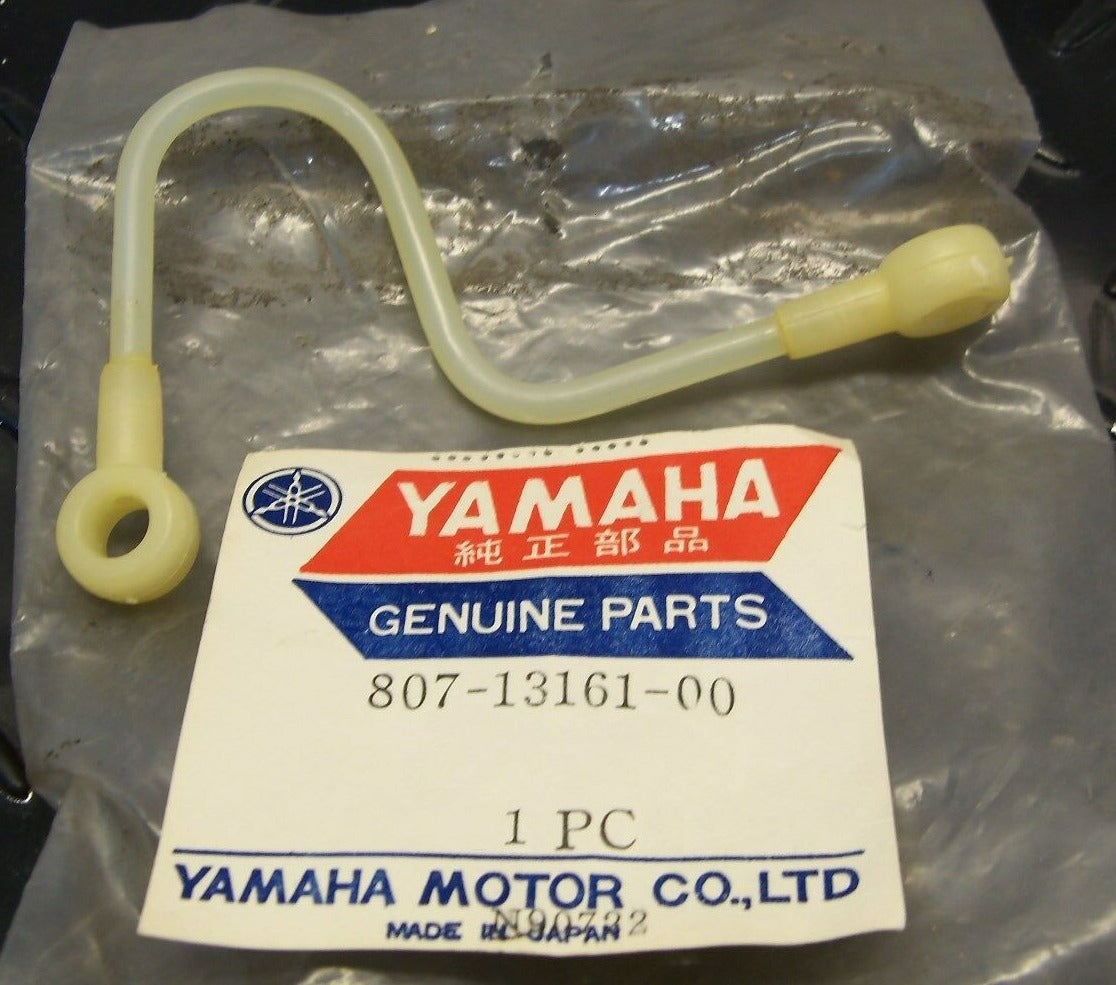 YAMAHA
純正部品
GENUINE PARTS
807-13161-00
1 PC
YAMAHA MOTOR CO.,LTD
N90722
MADE IN JAPAN